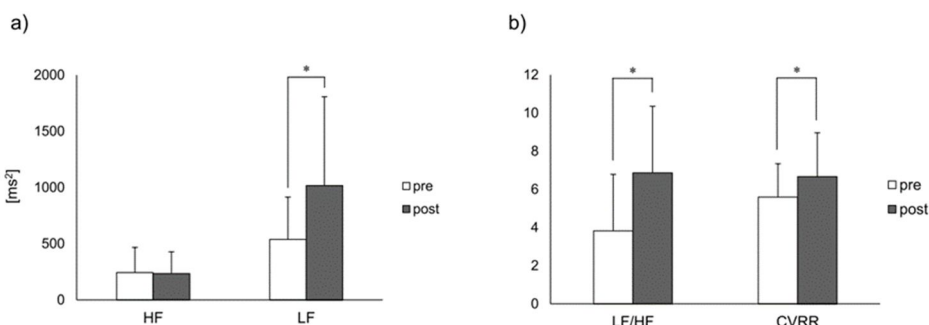 a)
2000
1500
1000
500
0
[ms²]
*
pre
post
HF
LF
b)
12
10
8
6
4
2
0
*
*
pre
post
LF/HF
CVRR